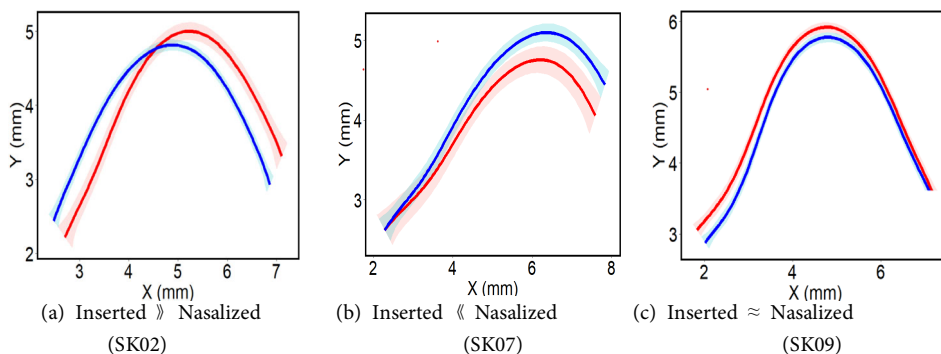 Y (mm)
5
4
3
2
3
4
5
6
7
X (mm)
(a) Inserted ⟫ Nasalized
(SK02)
Y (mm)
5
4
3
2
4
6
8
X (mm)
(b) Inserted ⟪ Nasalized
(SK07)
Y (mm)
6
5
4
3
2
4
6
X (mm)
(c) Inserted ≈ Nasalized
(SK09)